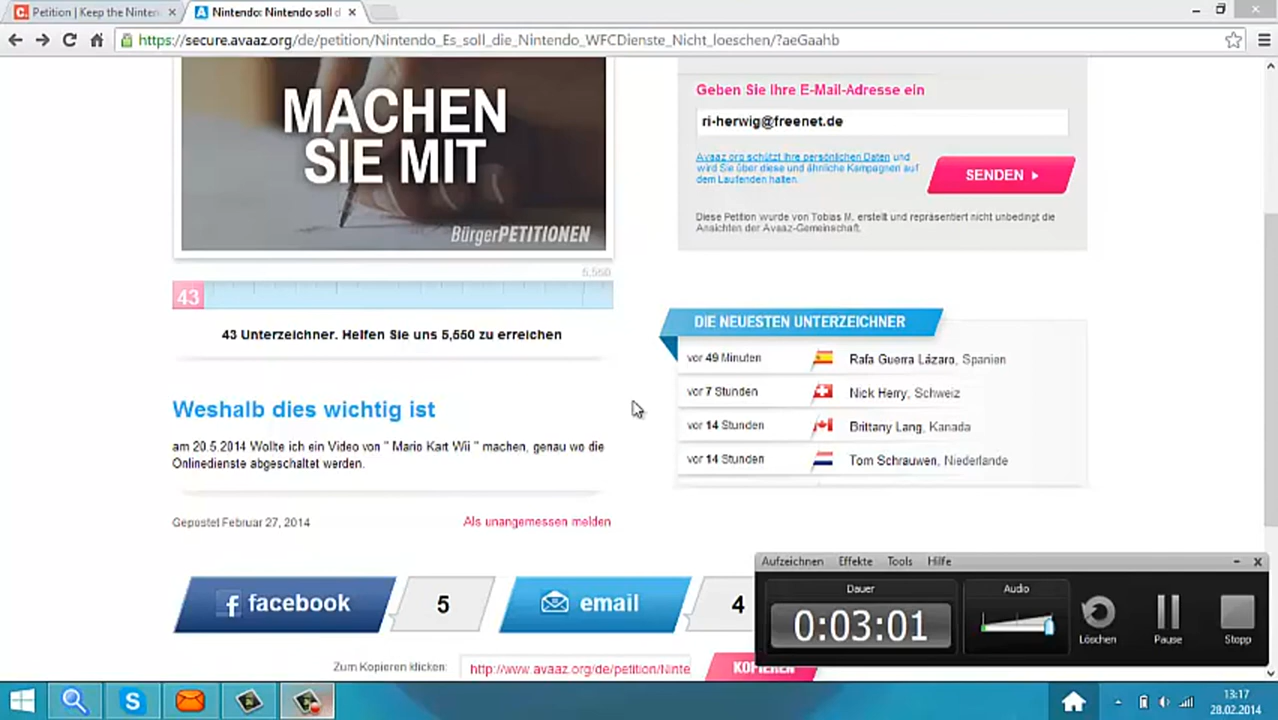 Petition | Keep the Ninten
Nintendo: Nintendo soll d
https://secure.avaaz.org/de/petition/Nintendo_Es_soll_die_Nintendo_WFCDienste_Nicht_loeschen/?aeGaahb
MACHEN
SIE MIT
BürgerPETITIONEN
5,550
43
43 Unterzeichner. Helfen Sie uns 5,550 zu erreichen
Weshalb dies wichtig ist
am 20.5.2014 Wollte ich ein Video von " Mario Kart Wii " machen, genau wo die
Onlinedienste abgeschaltet werden.
Gepostet Februar 27, 2014
Als unangemessen melden
Geben Sie Ihre E-Mail-Adresse ein
ri-herwig@freenet.de
Avaaz.org schützt Ihre persönlichen Daten und
wird Sie über diese und ähnliche Kampagnen auf
dem Laufenden halten.
SENDEN
Diese Petition wurde von Tobias M. erstellt und repräsentiert nicht unbedingt die
Ansichten der Avaaz-Gemeinschaft.
DIE NEUESTEN UNTERZEICHNER
vor 49 Minuten Rafa Guerra Lázaro, Spanien
vor 7 Stunden Nick Herry, Schweiz
vor 14 Stunden Brittany Lang, Kanada
vor 14 Stunden Tom Schrauwen, Niederlande
facebook 5 email 4
Zum Kopieren klicken: http://www.avaaz.org/de/petition/Ninte KOPIEREN
Aufzeichnen Effekte Tools Hilfe
Dauer
0:03:01
Audio
Löschen
Pause
Stopp
13:17
28.02.2014